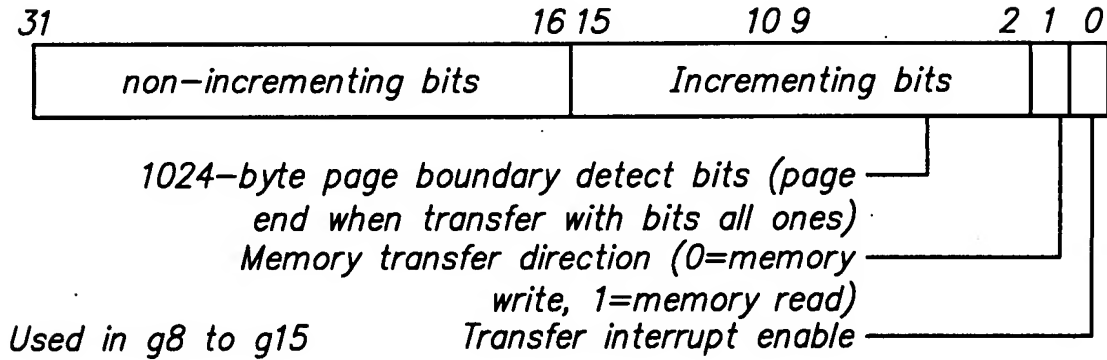 31 16 15 10 9 2 1 0
non-incrementing bits Incrementing bits
1024-byte page boundary detect bits (page
end when transfer with bits all ones)
Memory transfer direction (0=memory
write, 1=memory read)
Used in g8 to g15 Transfer interrupt enable